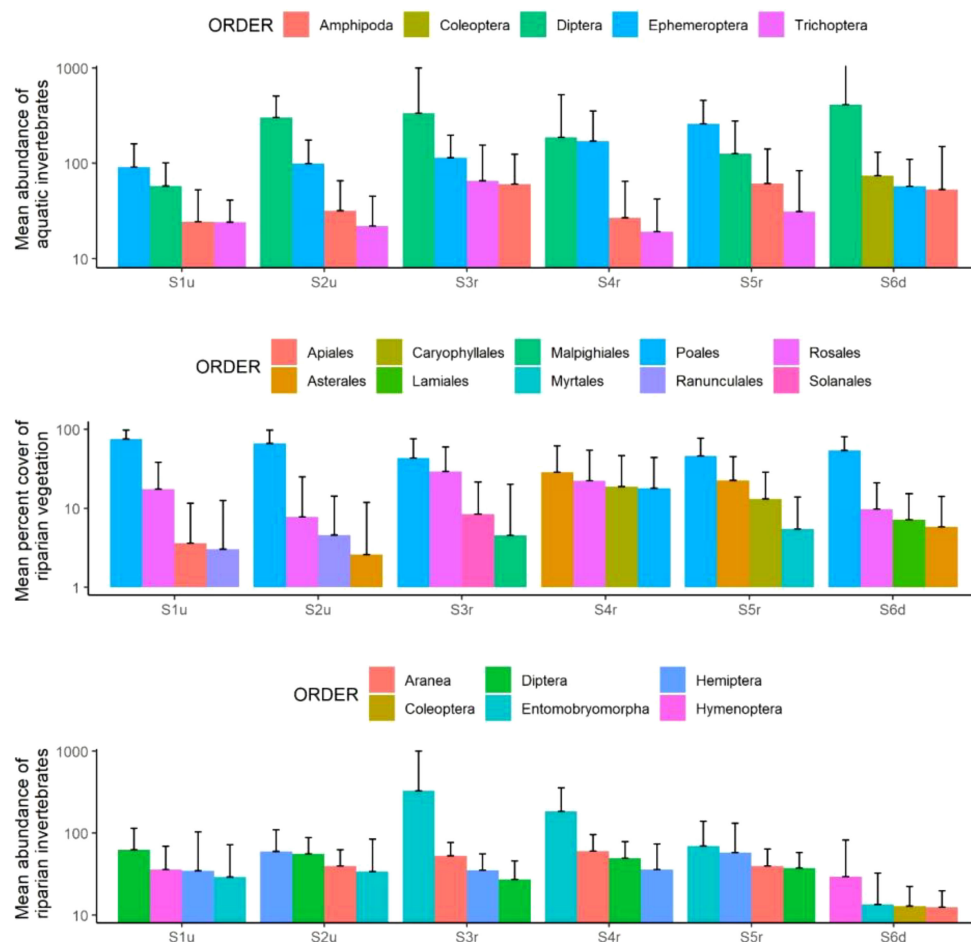 ORDER Amphipoda Coleoptera Diptera Ephemeroptera Trichoptera
Mean abundance of
aquatic invertebrates
1000
100
10
S1u S2u S3r S4r S5r S6d
ORDER
Apiales Caryophyllales Malpighiales Poales Rosales
Asterales Lamiales Myrtales Ranunculales Solanales
Mean percent cover of
riparian vegetation
100
10
1
S1u S2u S3r S4r S5r S6d
ORDER
Aranea Diptera Hemiptera
Coleoptera Entomobryomorpha Hymenoptera
Mean abundance of
riparian invertebrates
1000
100
10
S1u S2u S3r S4r S5r S6d